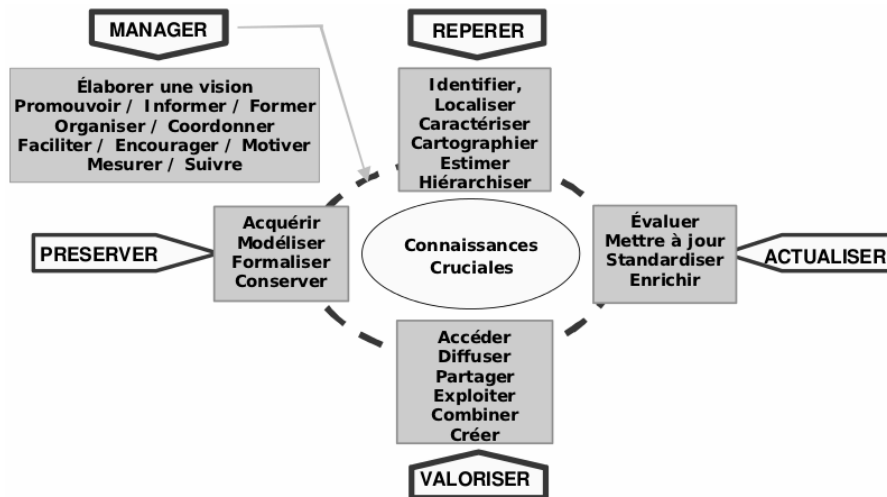 MANAGER
Élaborer une vision
Promouvoir / Informer / Former
Organiser / Coordonner
Faciliter / Encourager / Motiver
Mesurer / Suivre
REPERER
Identifier,
Localiser
Caractériser
Cartographier
Estimer
Hiérarchiser
PRESERVER
Acquérir
Modéliser
Formaliser
Conserver
Connaissances
Cruciales
Évaluer
Mettre à jour
Standardiser
Enrichir
ACTUALISER
Accéder
Diffuser
Partager
Exploiter
Combiner
Créer
VALORISER